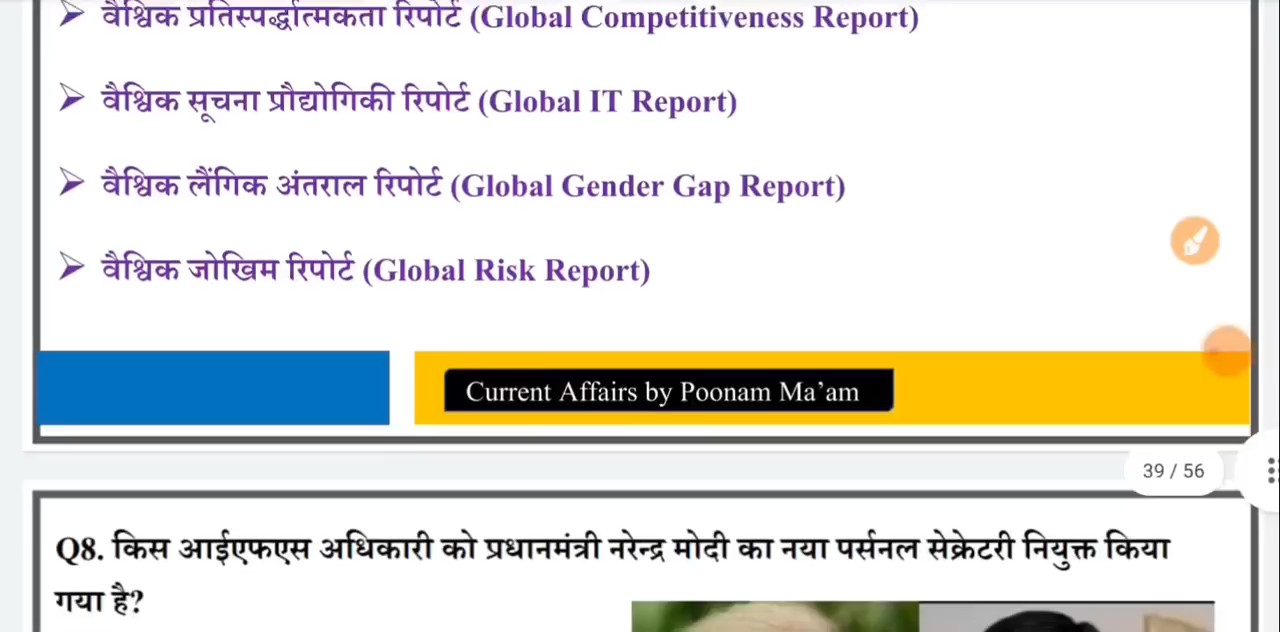 ➢ वैश्विक प्रतिस्पर्द्धात्मकता रिपोर्ट (Global Competitiveness Report)
➢ वैश्विक सूचना प्रौद्योगिकी रिपोर्ट (Global IT Report)
➢ वैश्विक लैंगिक अंतराल रिपोर्ट (Global Gender Gap Report)
➢ वैश्विक जोखिम रिपोर्ट (Global Risk Report)
Current Affairs by Poonam Ma’am
39 / 56
Q8. किस आईएफएस अधिकारी को प्रधानमंत्री नरेन्द्र मोदी का नया पर्सनल सेक्रेटरी नियुक्त किया
गया है?